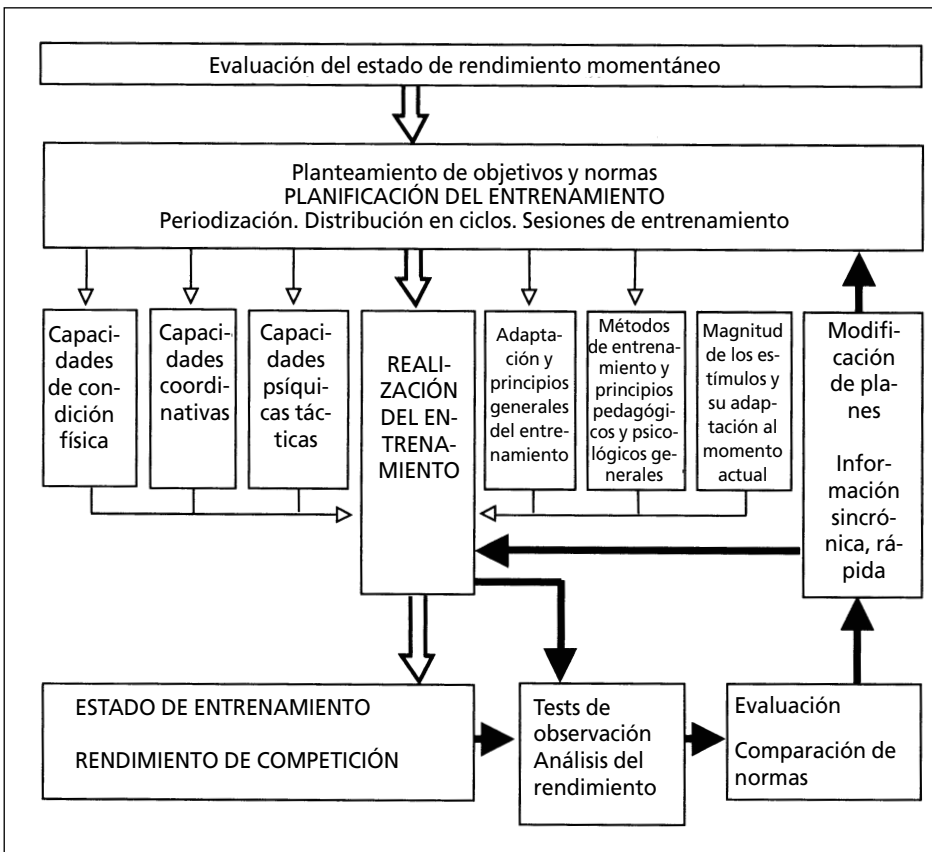 Evaluación del estado de rendimiento momentáneo
Planteamiento de objetivos y normas
PLANIFICACIÓN DEL ENTRENAMIENTO
Periodización. Distribución en ciclos. Sesiones de entrenamiento
Capaci-
dades
de con-
dición
física
Capaci-
dades
coordi-
nativas
Capaci-
dades
psíqui-
cas tác-
ticas
REALI-
ZACIÓN
DEL EN-
TRENA-
MIENTO
Adapta-
ción y
principios
generales
del entre-
namiento
Métodos
de entrena-
miento y
principios
pedagógi-
cos y psico-
lógicos ge-
nerales
Magnitud
de los es-
tímulos y
su adap-
tación al
momento
actual
Modifi-
cación
de pla-
nes
Infor-
mación
sincró-
nica, rá-
pida
ESTADO DE ENTRENAMIENTO
RENDIMIENTO DE COMPETICIÓN
Tests de
observación
Análisis del
rendimiento
Evaluación
Comparación de
normas